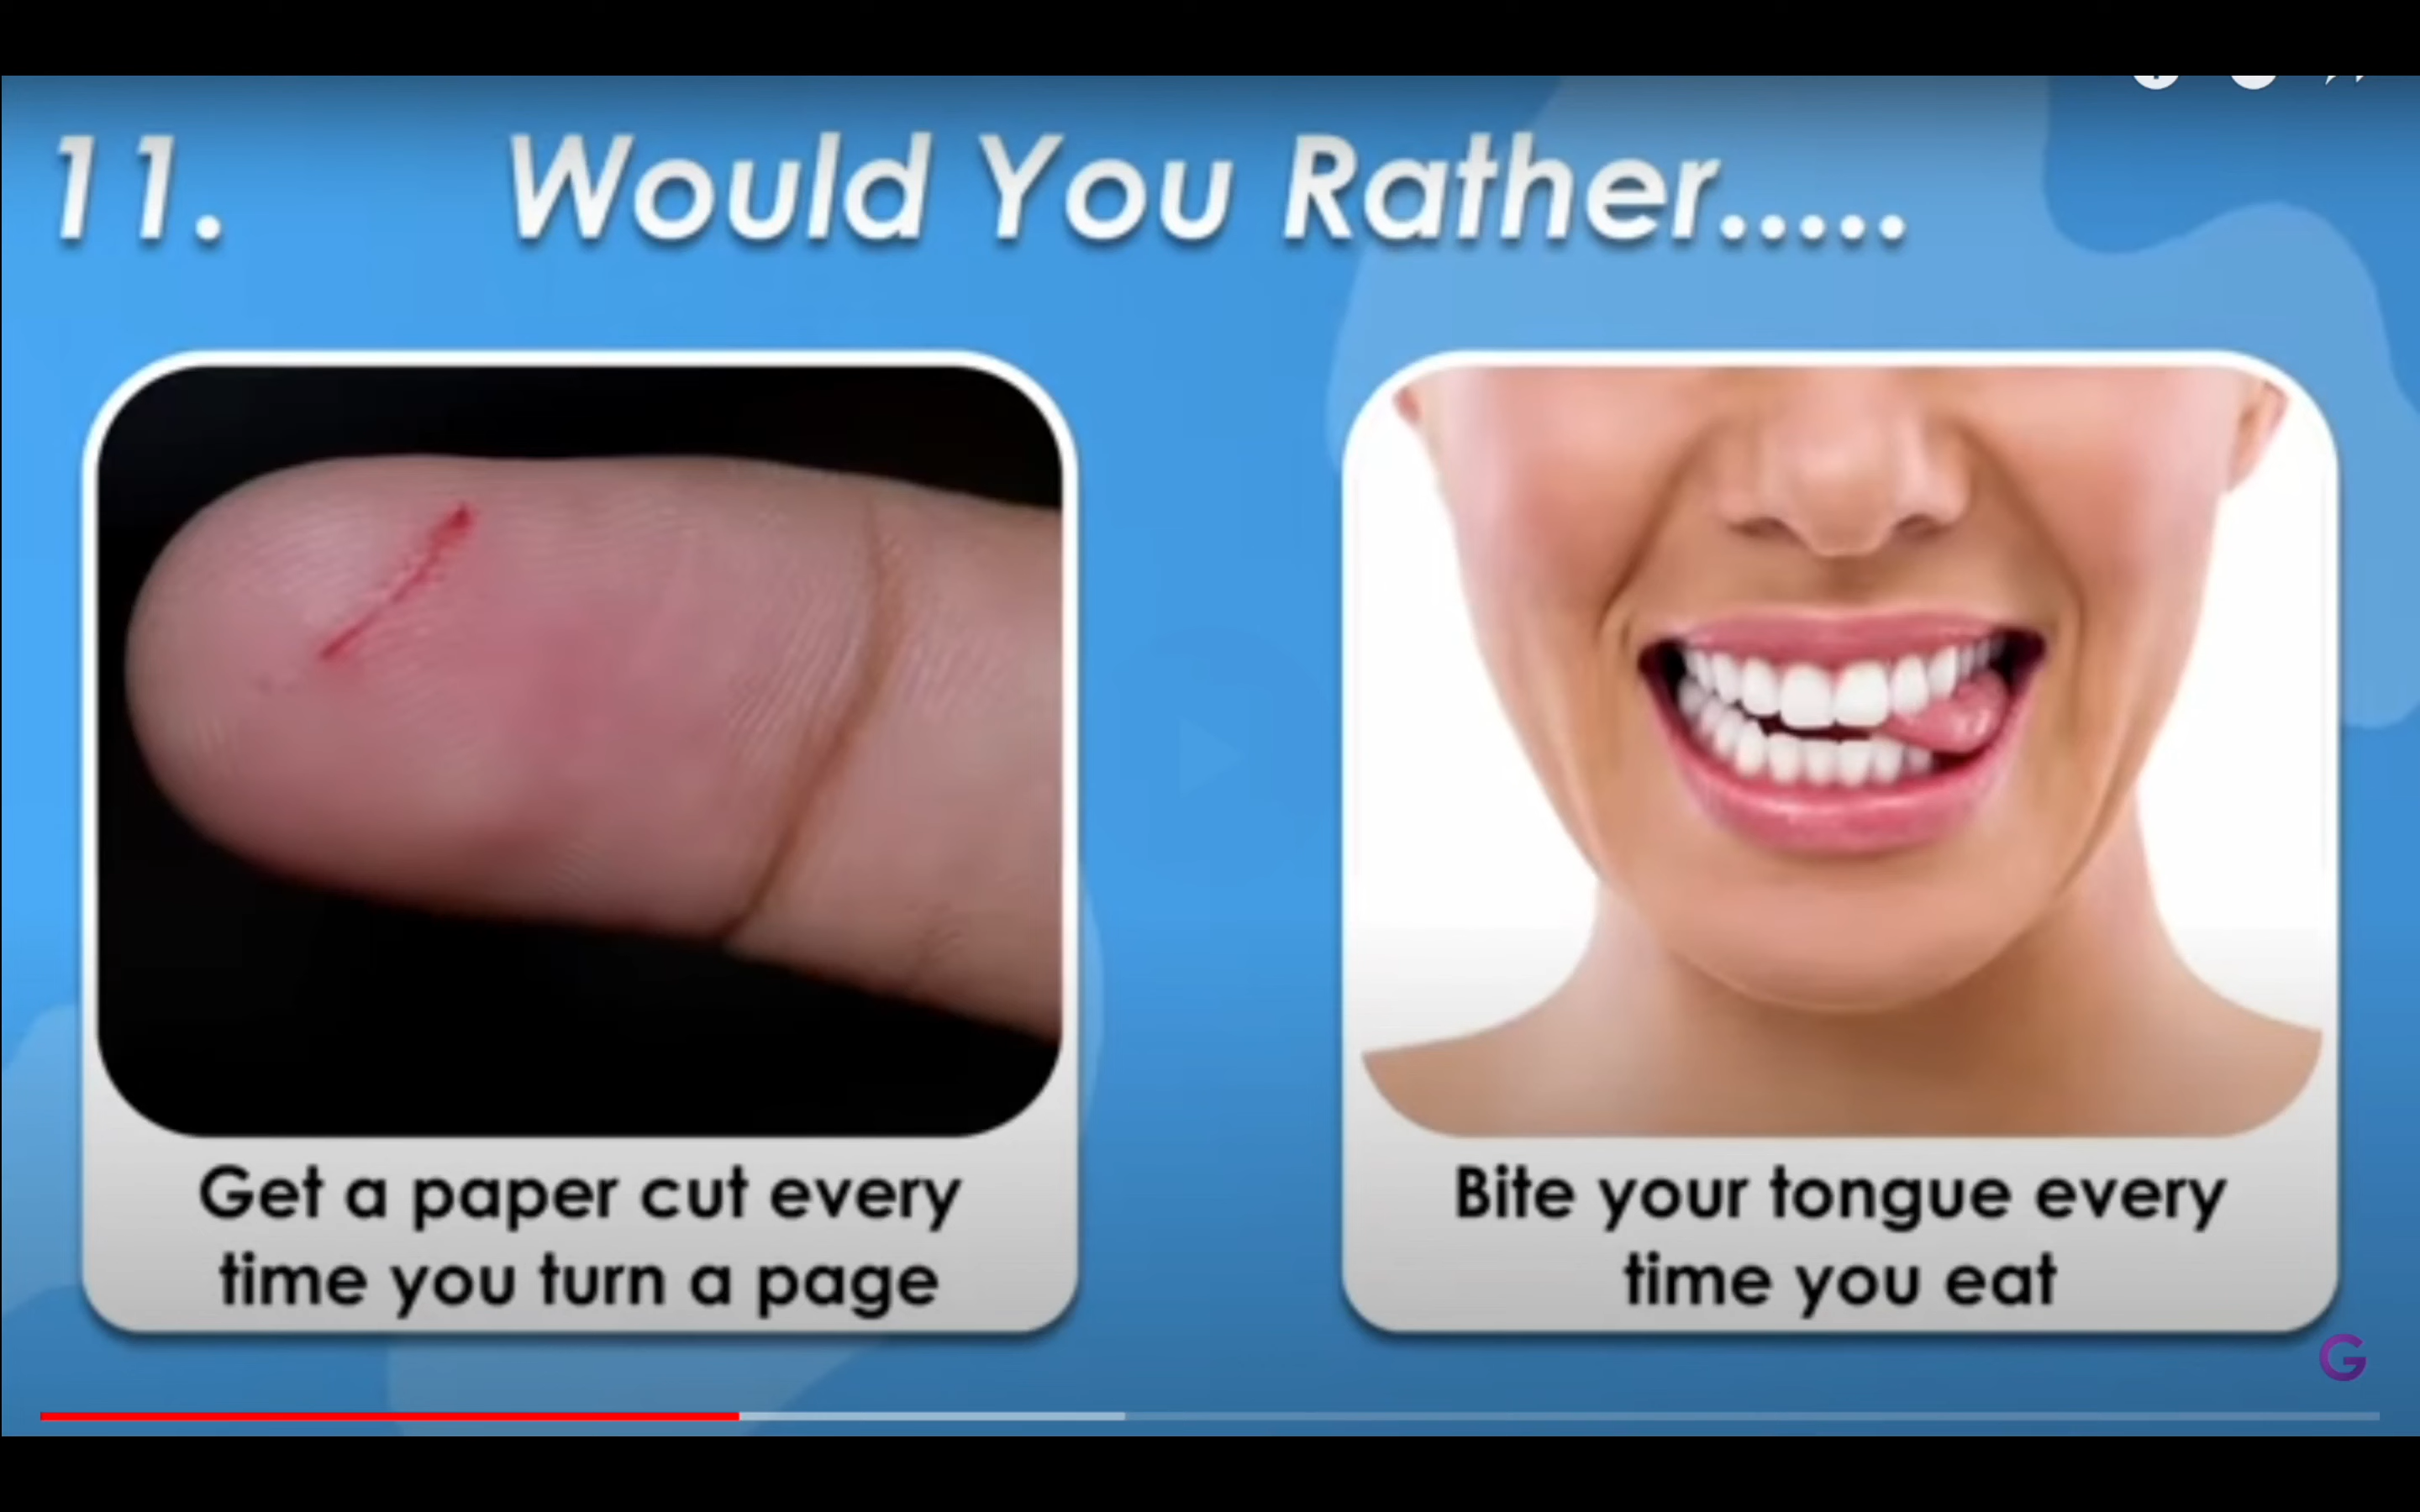 11.
Would You Rather.....
Get a paper cut every
time you turn a page
Bite your tongue every
time you eat
G